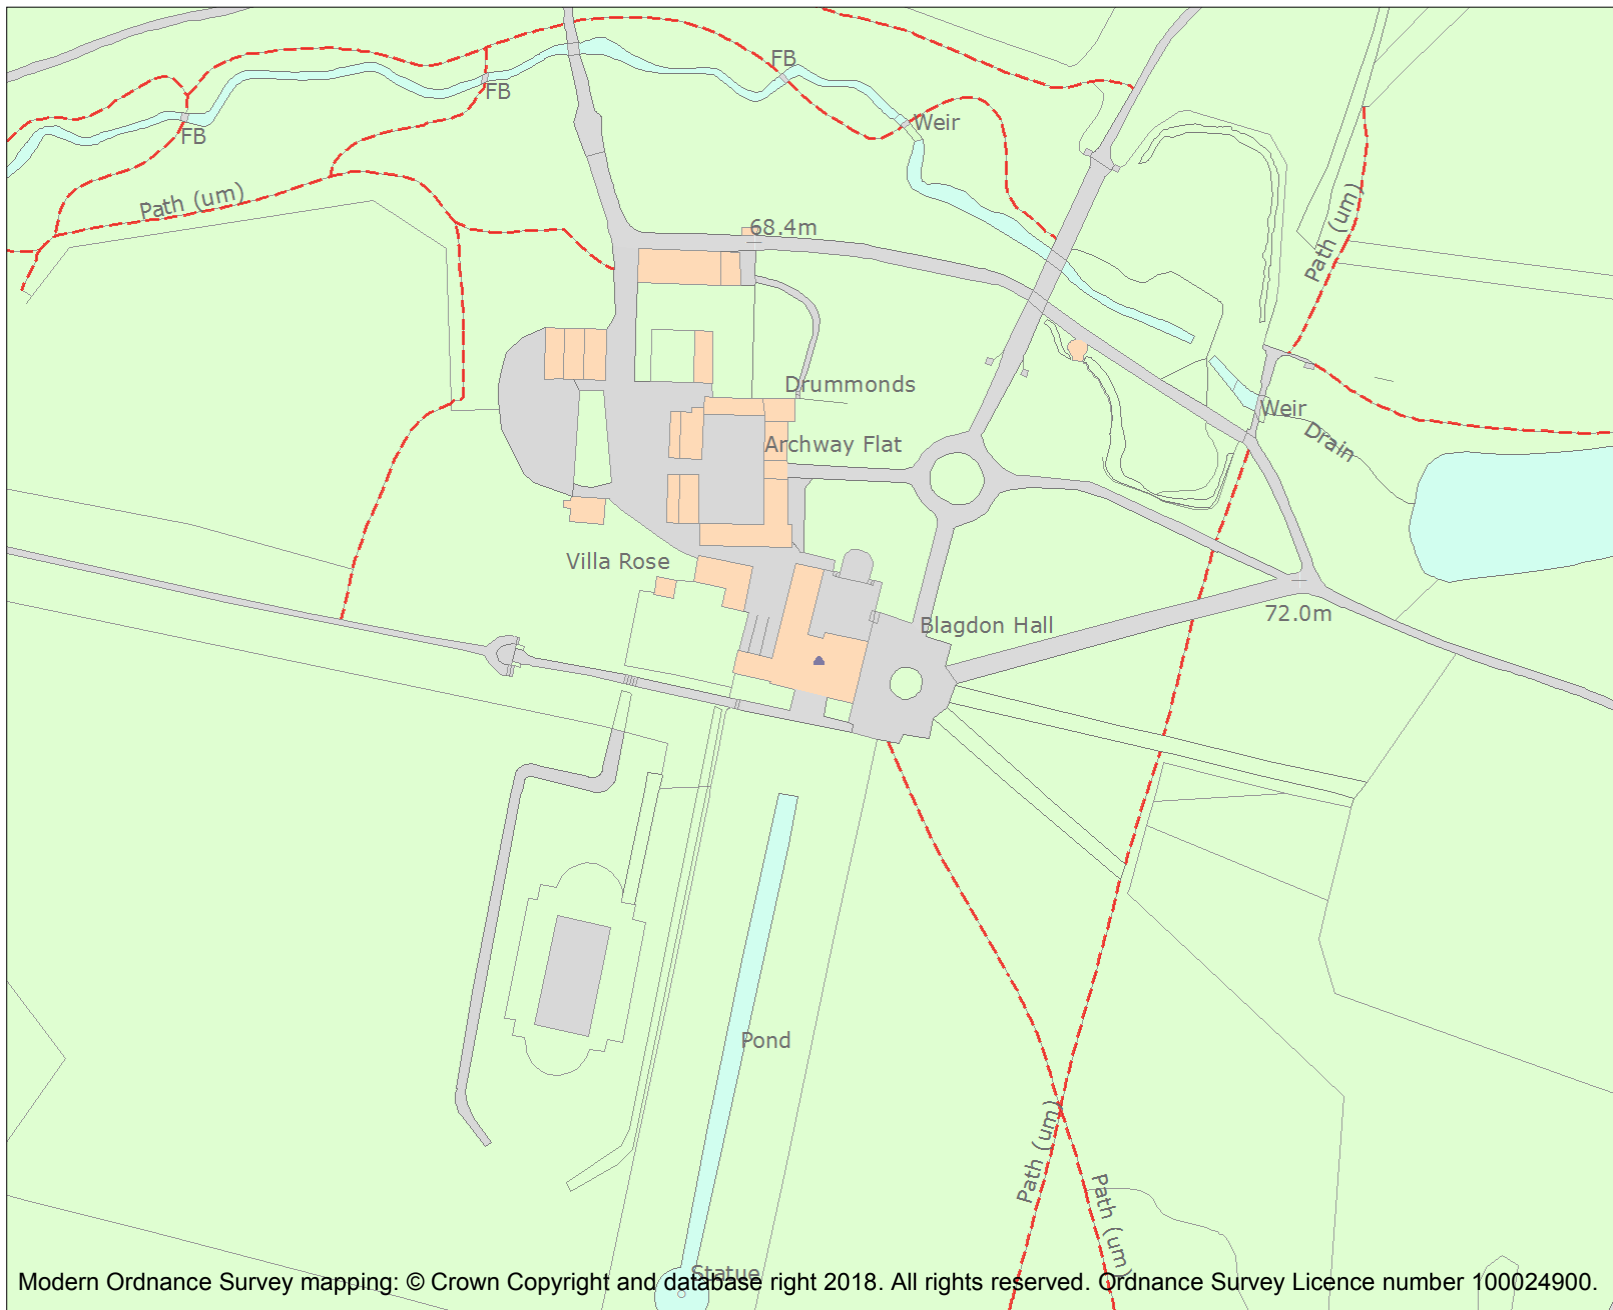 FB
FB
Weir
FB
Path (um)
68.4m
Path (um)
Drummonds
Weir
Archway Flat
Drain
Villa Rose
Blagdon Hall
72.0m
Pond
Path (um)
Path (um)
Statue
Modern Ordnance Survey mapping: © Crown Copyright and database right 2018. All rights reserved. Ordnance Survey Licence number 100024900.